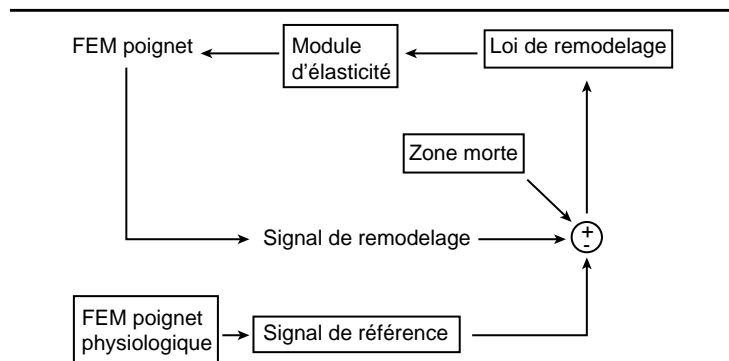 FEM poignet
Module
d'élasticité
Loi de remodelage
Zone morte
+
-
Signal de remodelage
FEM poignet
physiologique
Signal de référence